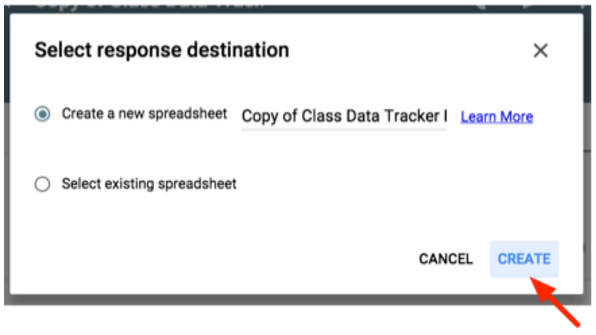 Copy of Class Data Track
Select response destination
Create a new spreadsheet Copy of Class Data Tracker Learn More
Select existing spreadsheet
CANCEL CREATE